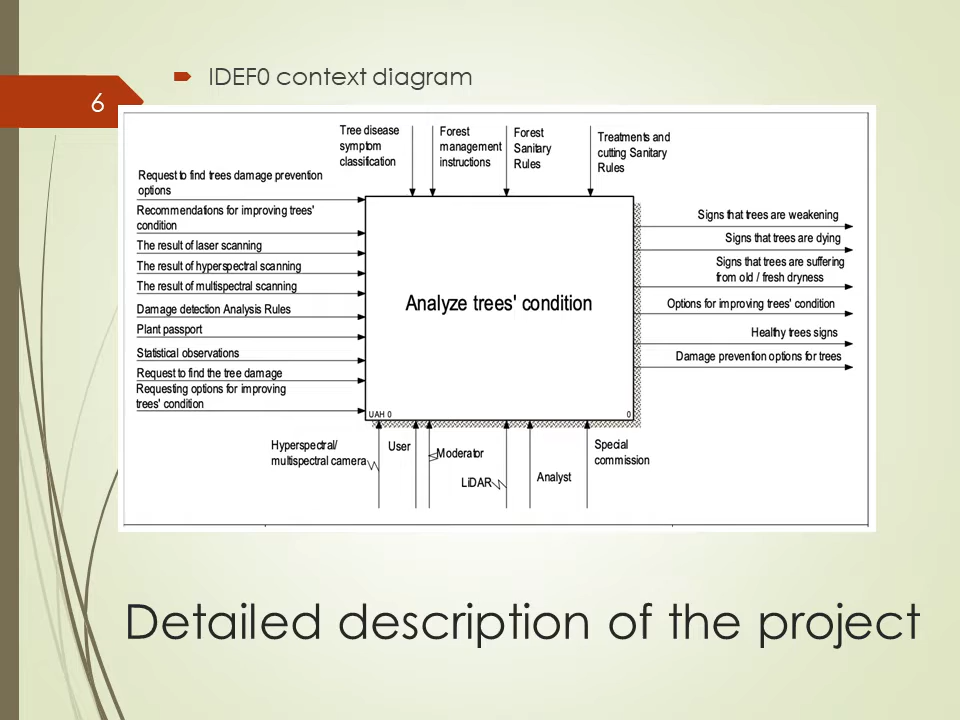 IDEF0 context diagram
6
Tree disease
symptom
classification
Forest
management
instructions
Forest
Sanitary
Rules
Treatments and
cutting Sanitary
Rules
Request to find trees damage prevention
options
Recommendations for improving trees'
condition
The result of laser scanning
The result of hyperspectral scanning
The result of multispectral scanning
Damage detection Analysis Rules
Plant passport
Statistical observations
Request to find the tree damage
Requesting options for improving
trees' condition
Analyze trees' condition
UAH 0
0
Signs that trees are weakening
Signs that trees are dying
Signs that trees are suffering
from old / fresh dryness
Options for improving trees' condition
Healthy trees signs
Damage prevention options for trees
Hyperspectral/
multispectral camera
User
Moderator
LiDAR
Analyst
Special
commission
Detailed description of the project